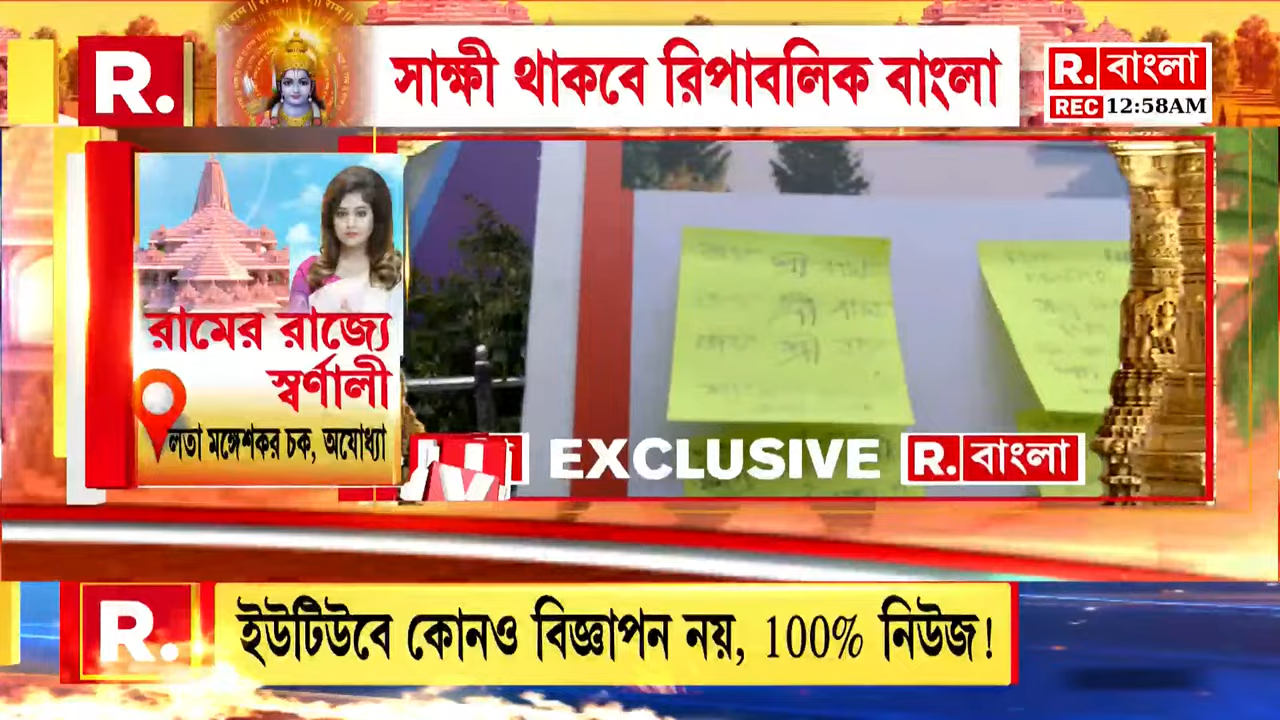 R.
সাক্ষী থাকবে রিপাবলিক বাংলা
R. বাংলা
REC 12:58AM
রামের রাজ্যে
স্বর্ণালী
লতা মঙ্গেশকর চক, অযোধ্যা
EXCLUSIVE R. বাংলা
R.
ইউটিউবে কোনও বিজ্ঞাপন নয়, 100% নিউজ!